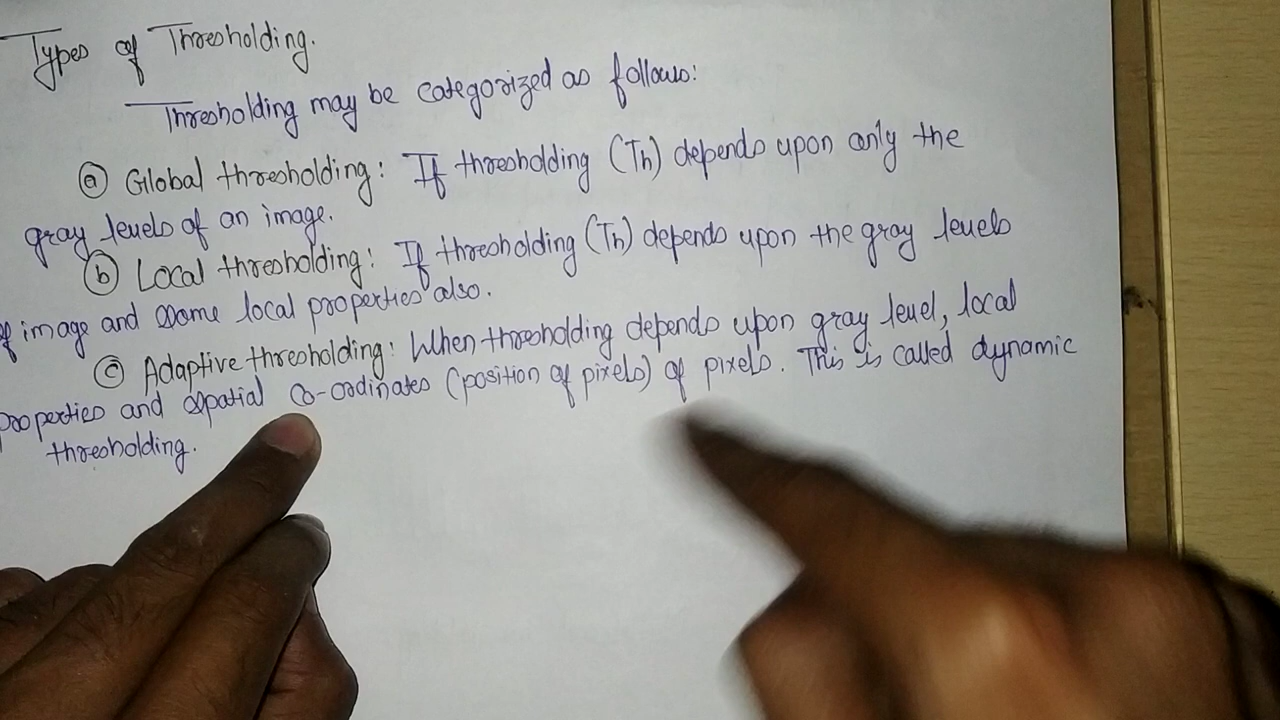 Types of Thresholding.
Thresholding may be categorized as follows:
(a) Global thresholding: If thresholding (Th) depends upon only the
gray levels of an image.
(b) Local thresholding: If thresholding (Th) depends upon the gray levels
of image and some local properties also.
(c) Adaptive thresholding: When thresholding depends upon gray level, local
properties and spatial Co-ordinates (position of pixels) of pixels. This is called dynamic
thresholding.